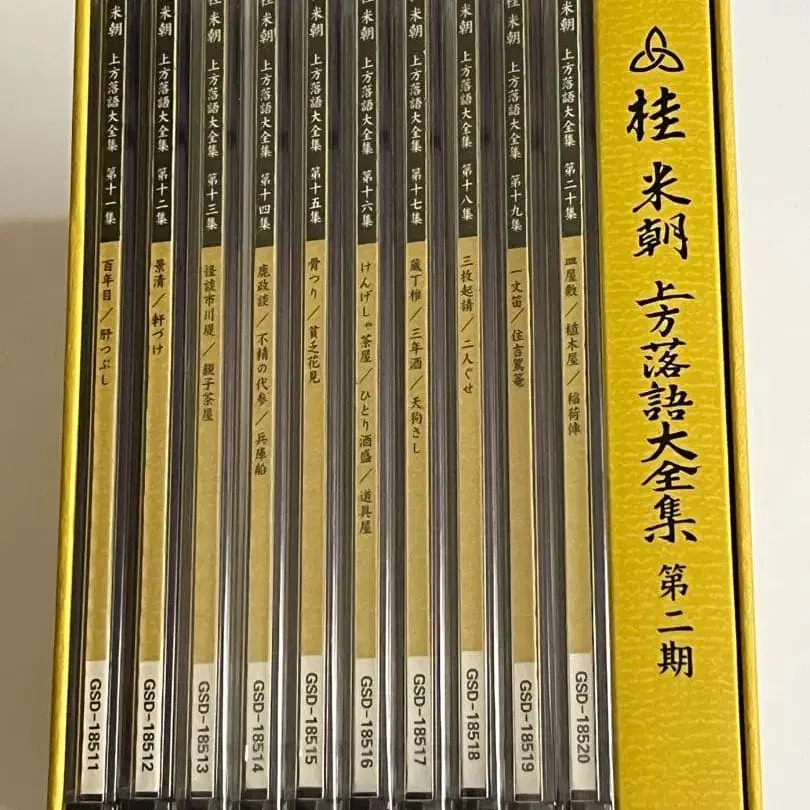 米朝 上方落語大全集 第十一集 百年目／肝つぶし GSD-18511
米朝 上方落語大全集 第十二集 景清／軒づけ GSD-18512
米朝 上方落語大全集 第十三集 怪談市川堤／親子茶屋 GSD-18513
桂 米朝 上方落語大全集 第十四集 鹿政談／不精の代参／兵庫船 GSD-18514
米朝 上方落語大全集 第十五集 骨つり／貧乏花見 GSD-18515
桂 米朝 上方落語大全集 第十六集 けんげしゃ茶屋／ひとり酒盛／道具屋 GSD-18516
米朝 上方落語大全集 第十七集 蔵丁稚／三年酒／天狗さし GSD-18517
米朝 上方落語大全集 第十八集 三枚起請／二人ぐせ GSD-18518
桂 米朝 上方落語大全集 第十九集 一文笛／住吉駕篭 GSD-18519
米朝 上方落語大全集 第二十集 皿屋敷／植木屋／稲荷俥 GSD-18520
桂 米朝 上方落語大全集 第二期